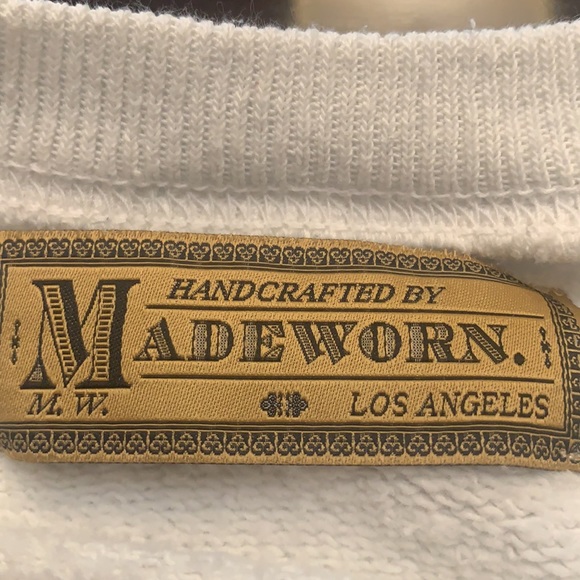 HANDCRAFTED BY
MADEWORN.
M. W. LOS ANGELES